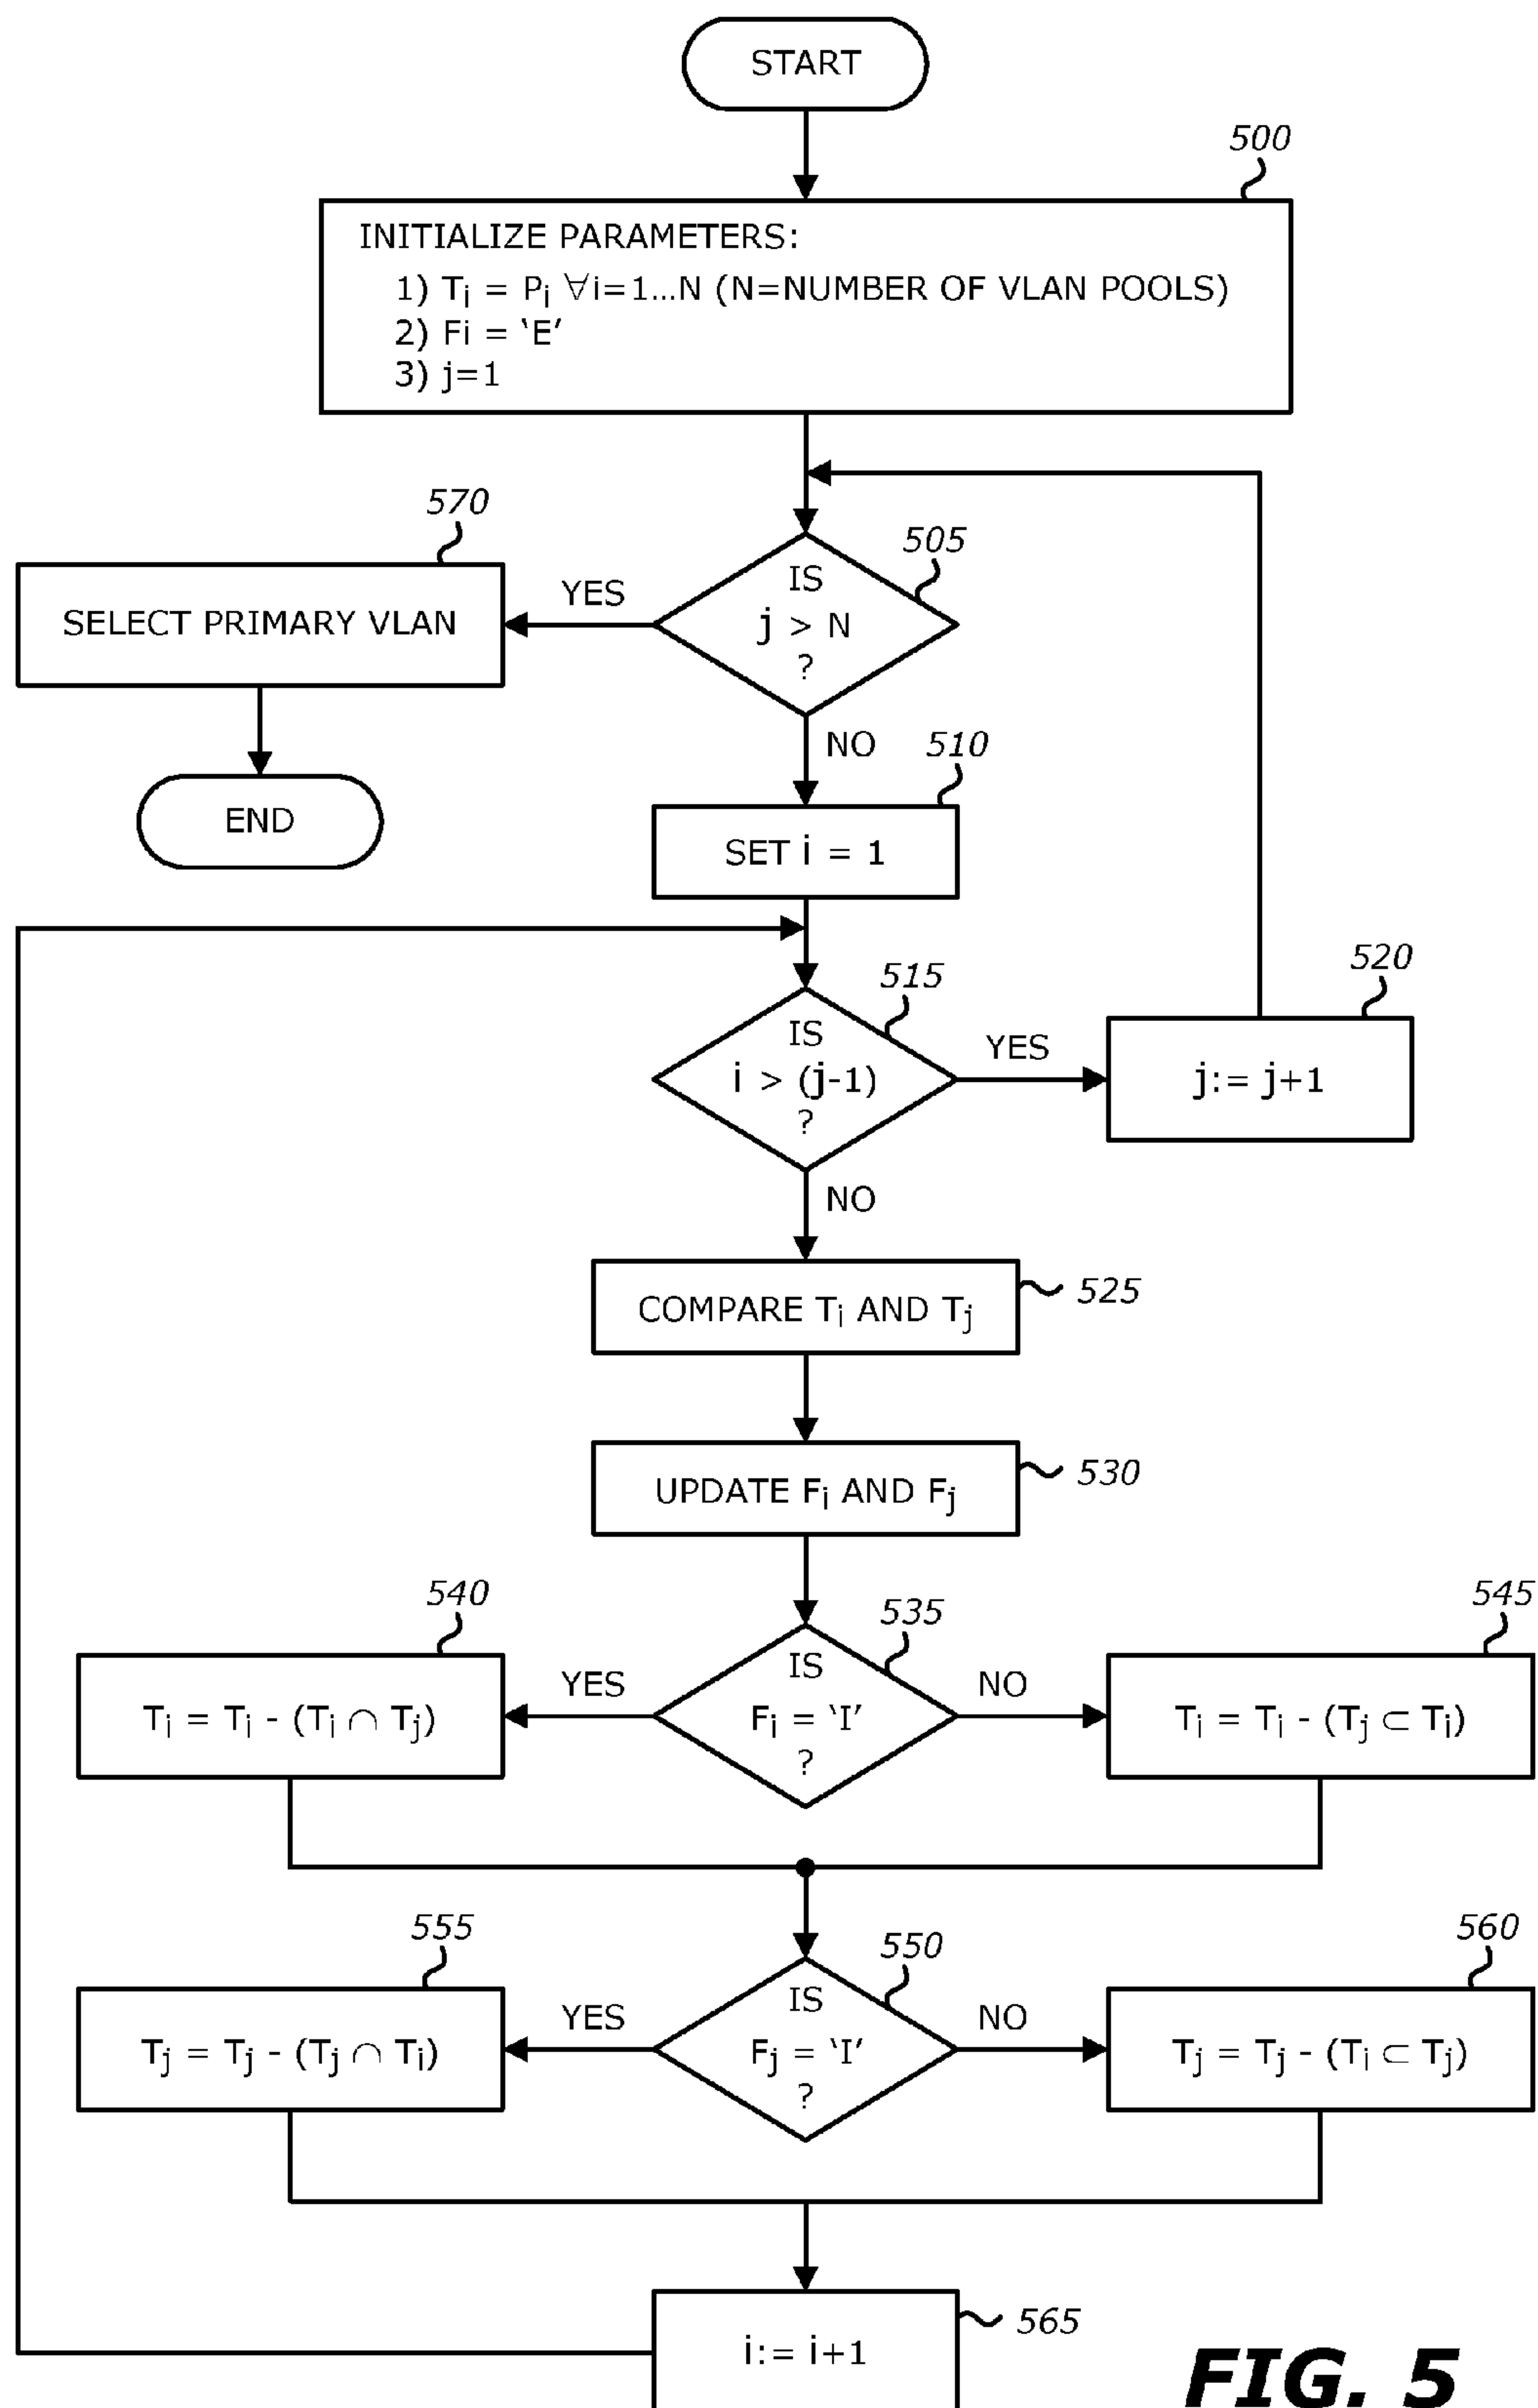 START
500
INITIALIZE PARAMETERS:
1) Ti = Pi ∀i=1...N (N=NUMBER OF VLAN POOLS)
2) Fi = ‘E’
3) j=1
570
505
SELECT PRIMARY VLAN
YES
IS
j > N
?
NO
510
END
SET i = 1
515
520
IS
i > (j-1)
?
YES
j:= j+1
NO
COMPARE Ti AND Tj
525
UPDATE Fi AND Fj
530
540
535
545
Ti = Ti - (Ti ∩ Tj)
YES
IS
Fi = ‘I’
?
NO
Ti = Ti - (Tj ⊂ Ti)
555
550
560
Tj = Tj - (Tj ∩ Ti)
YES
IS
Fj = ‘I’
?
NO
Tj = Tj - (Ti ⊂ Tj)
i:= i+1
565
FIG. 5